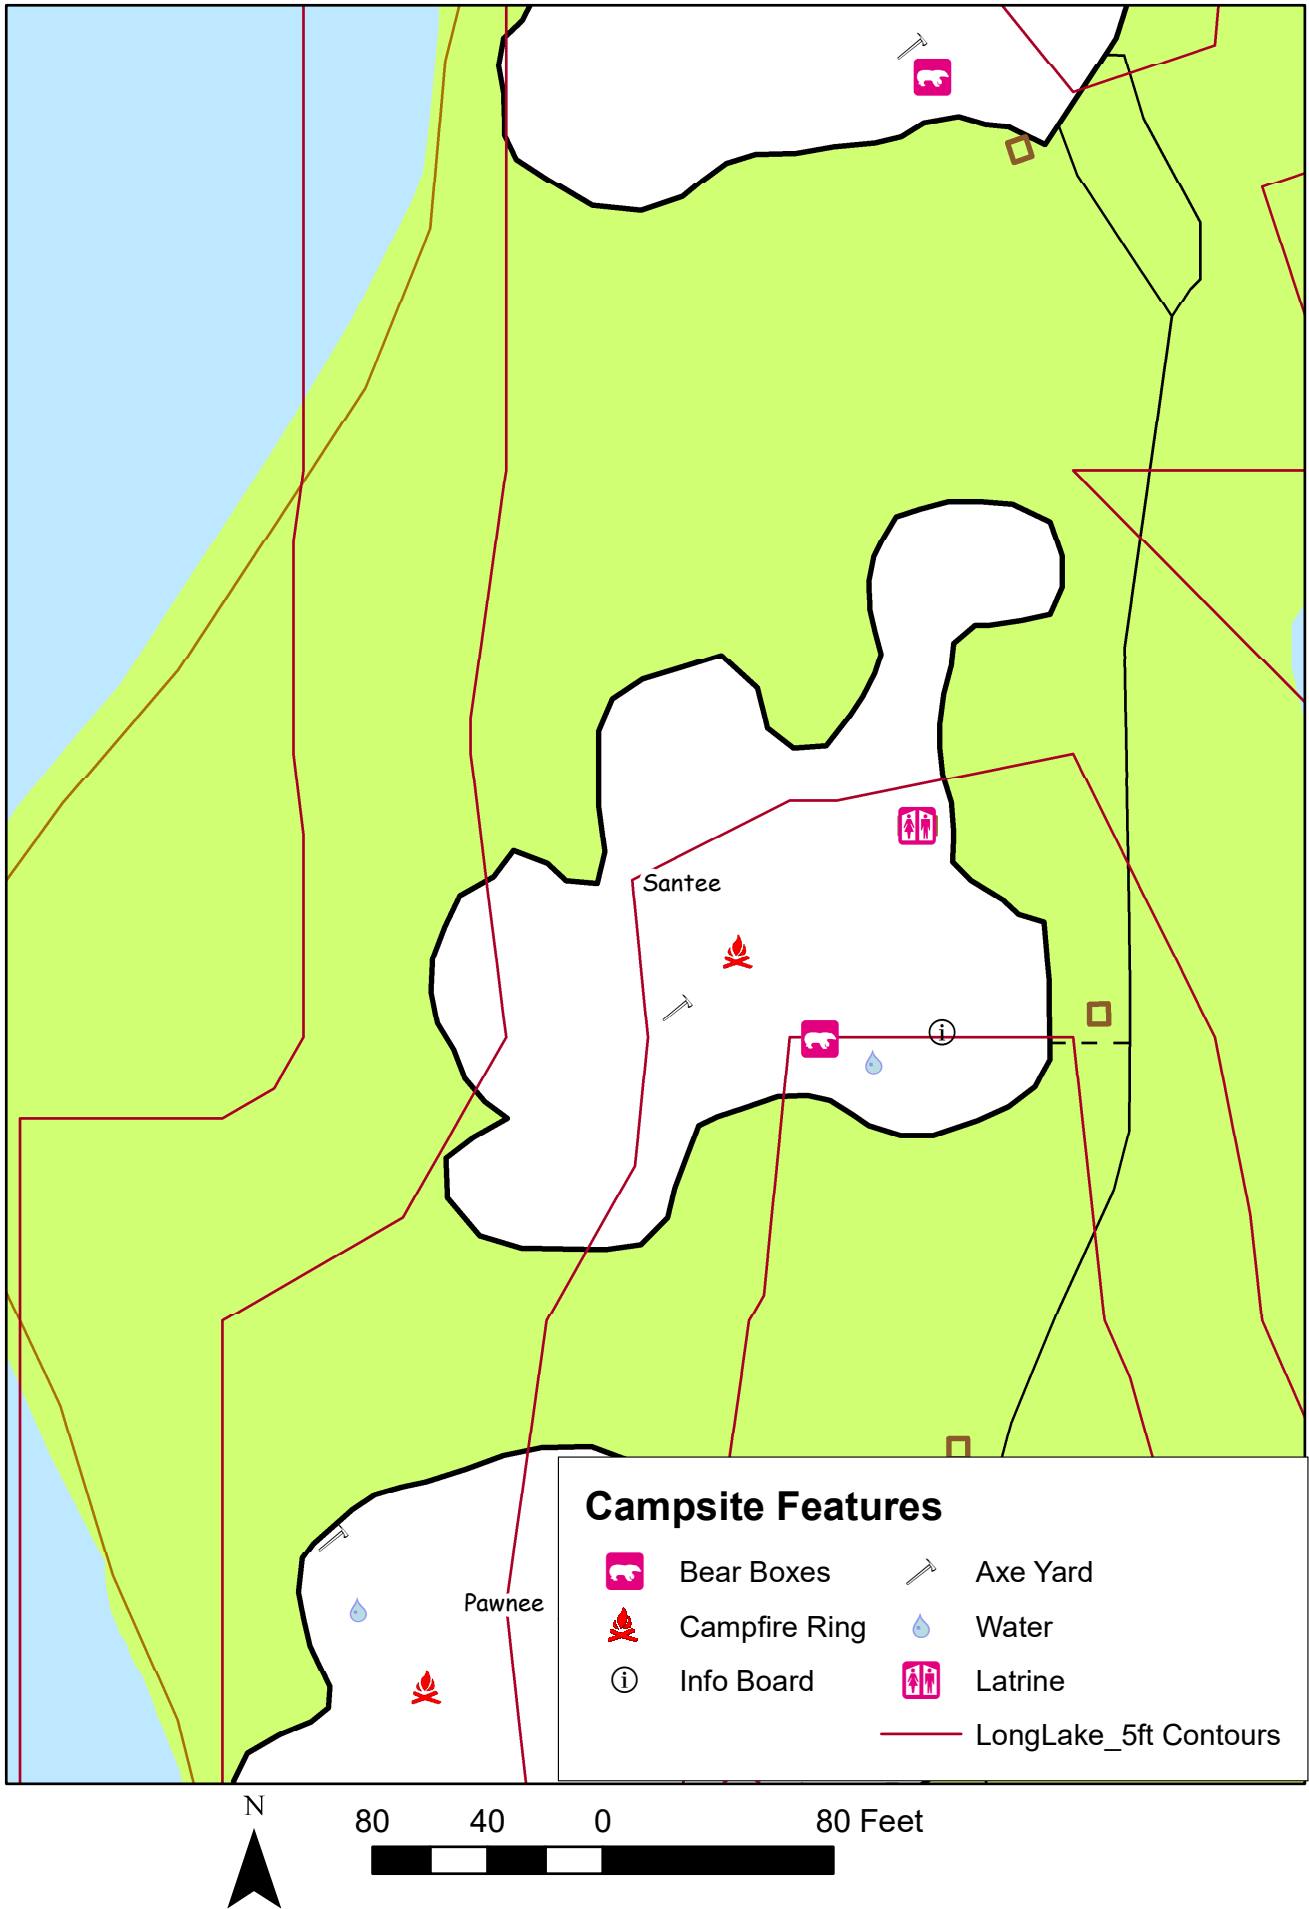 Santee
i
Pawnee
Campsite Features
Bear Boxes
Axe Yard
Campfire Ring
Water
i Info Board
Latrine
LongLake_5ft Contours
N
80 40 0 80 Feet